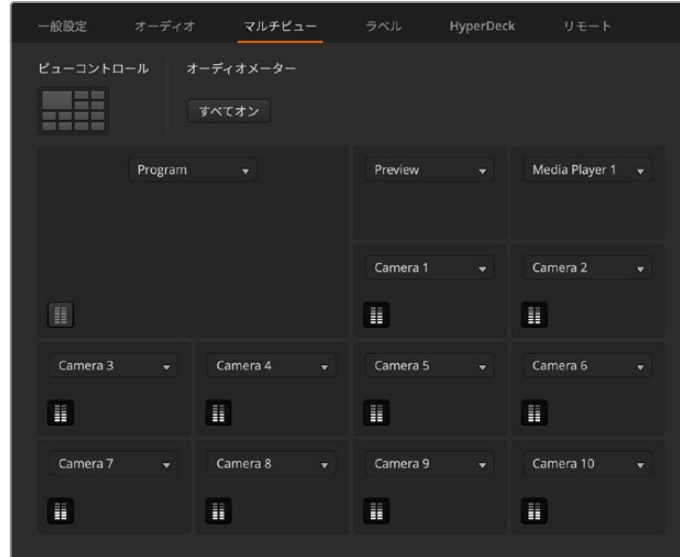 一般設定 オーディオ マルチビュー ラベル HyperDeck リモート
ビューコントロール オーディオメーター
すべてオン
Program Preview Media Player 1
Camera 1 Camera 2
Camera 3 Camera 4 Camera 5 Camera 6
Camera 7 Camera 8 Camera 9 Camera 10